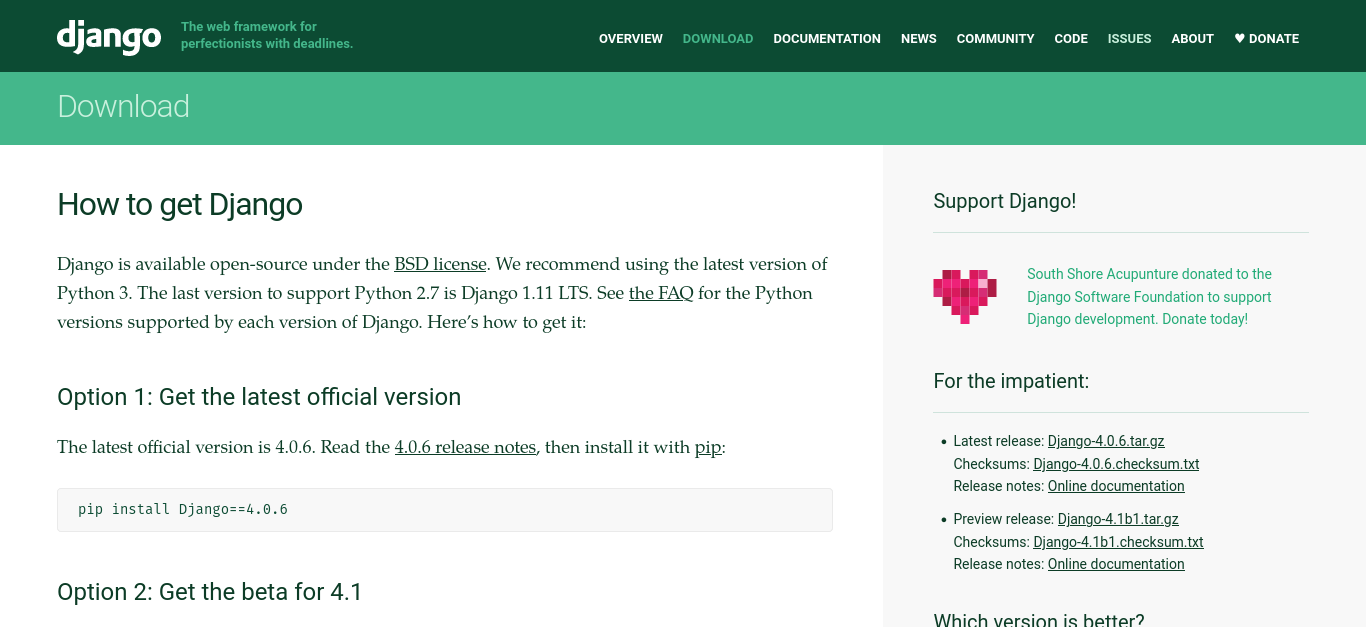 django
The web framework for
perfectionists with deadlines.
OVERVIEW DOWNLOAD DOCUMENTATION NEWS COMMUNITY CODE ISSUES ABOUT ♥ DONATE
Download
How to get Django
Django is available open-source under the BSD license. We recommend using the latest version of
Python 3. The last version to support Python 2.7 is Django 1.11 LTS. See the FAQ for the Python
versions supported by each version of Django. Here’s how to get it:
Option 1: Get the latest official version
The latest official version is 4.0.6. Read the 4.0.6 release notes, then install it with pip:
pip install Django==4.0.6
Option 2: Get the beta for 4.1
Support Django!
South Shore Acupunture donated to the
Django Software Foundation to support
Django development. Donate today!
For the impatient:
• Latest release: Django-4.0.6.tar.gz
Checksums: Django-4.0.6.checksum.txt
Release notes: Online documentation
• Preview release: Django-4.1b1.tar.gz
Checksums: Django-4.1b1.checksum.txt
Release notes: Online documentation
Which version is better?